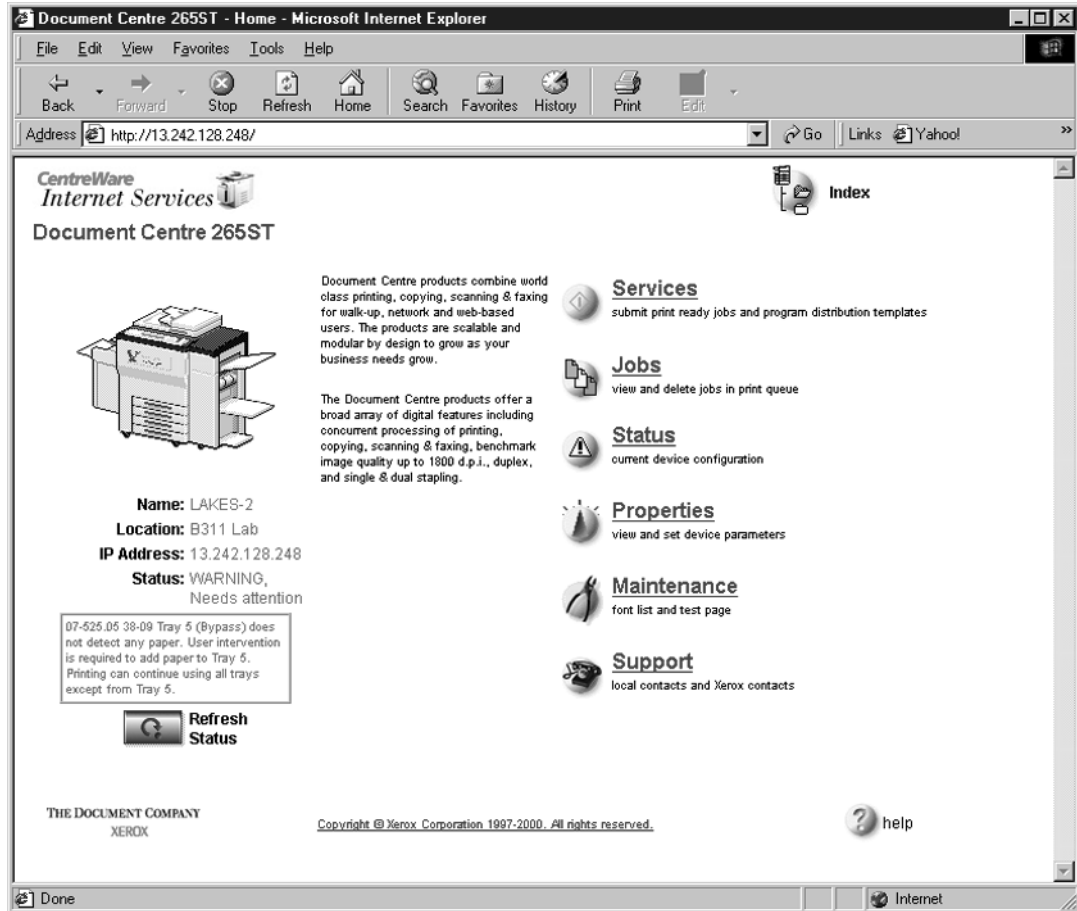 Document Centre 265ST - Home - Microsoft Internet Explorer
File Edit View Favorites Tools Help
Back Forward Stop Refresh Home Search Favorites History Print Edit
Address http://13.242.128.248/ Go Links Yahoo! »
CentreWare
Internet Services
Index
Document Centre 265ST
Document Centre products combine world
class printing, copying, scanning & faxing
for walk-up, network and web-based
users. The products are scalable and
modular by design to grow as your
business needs grow.
The Document Centre products offer a
broad array of digital features including
concurrent processing of printing,
copying, scanning & faxing, benchmark
image quality up to 1800 d.p.i., duplex,
and single & dual stapling.
Services
submit print ready jobs and program distribution templates
Jobs
view and delete jobs in print queue
Status
current device configuration
Properties
view and set device parameters
Maintenance
font list and test page
Support
local contacts and Xerox contacts
Name: LAKES-2
Location: B311 Lab
IP Address: 13.242.128.248
Status: WARNING,
Needs attention
07-525.05 38-09 Tray 5 (Bypass) does
not detect any paper. User intervention
is required to add paper to Tray 5.
Printing can continue using all trays
except from Tray 5.
Refresh
Status
THE DOCUMENT COMPANY
XEROX
Copyright © Xerox Corporation 1997-2000. All rights reserved.
? help
Done Internet